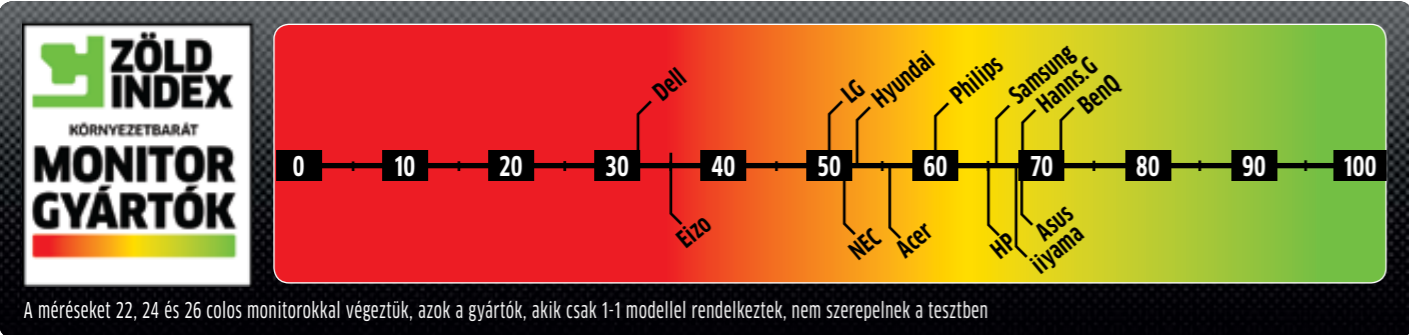 ZÖLD
INDEX
KÖRNYEZETBARÁT
MONITOR
GYÁRTÓK
Dell
LG
Hyundai
Philips
Samsung
Hanns.G
BenQ
0 10 20 30 40 50 60 70 80 90 100
Eizo
NEC
Acer
HP
iiyama
Asus
A méréseket 22, 24 és 26 colos monitorokkal végeztük, azok a gyártók, akik csak 1-1 modellel rendelkeztek, nem szerepelnek a tesztben